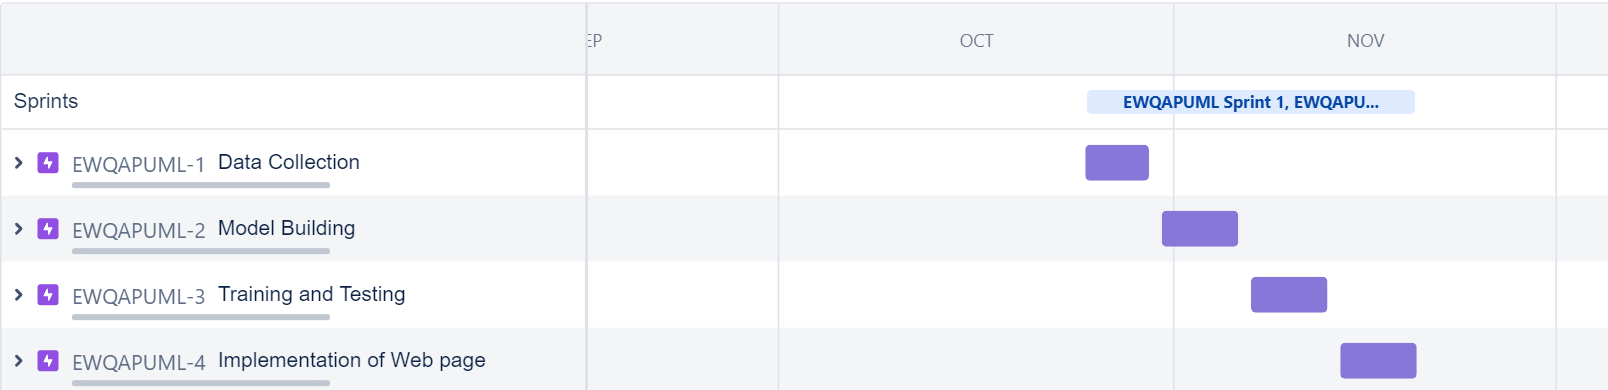 EP OCT NOV
Sprints EWQAPUML Sprint 1, EWQAPU...
EWQAPUML-1 Data Collection
EWQAPUML-2 Model Building
EWQAPUML-3 Training and Testing
EWQAPUML-4 Implementation of Web page